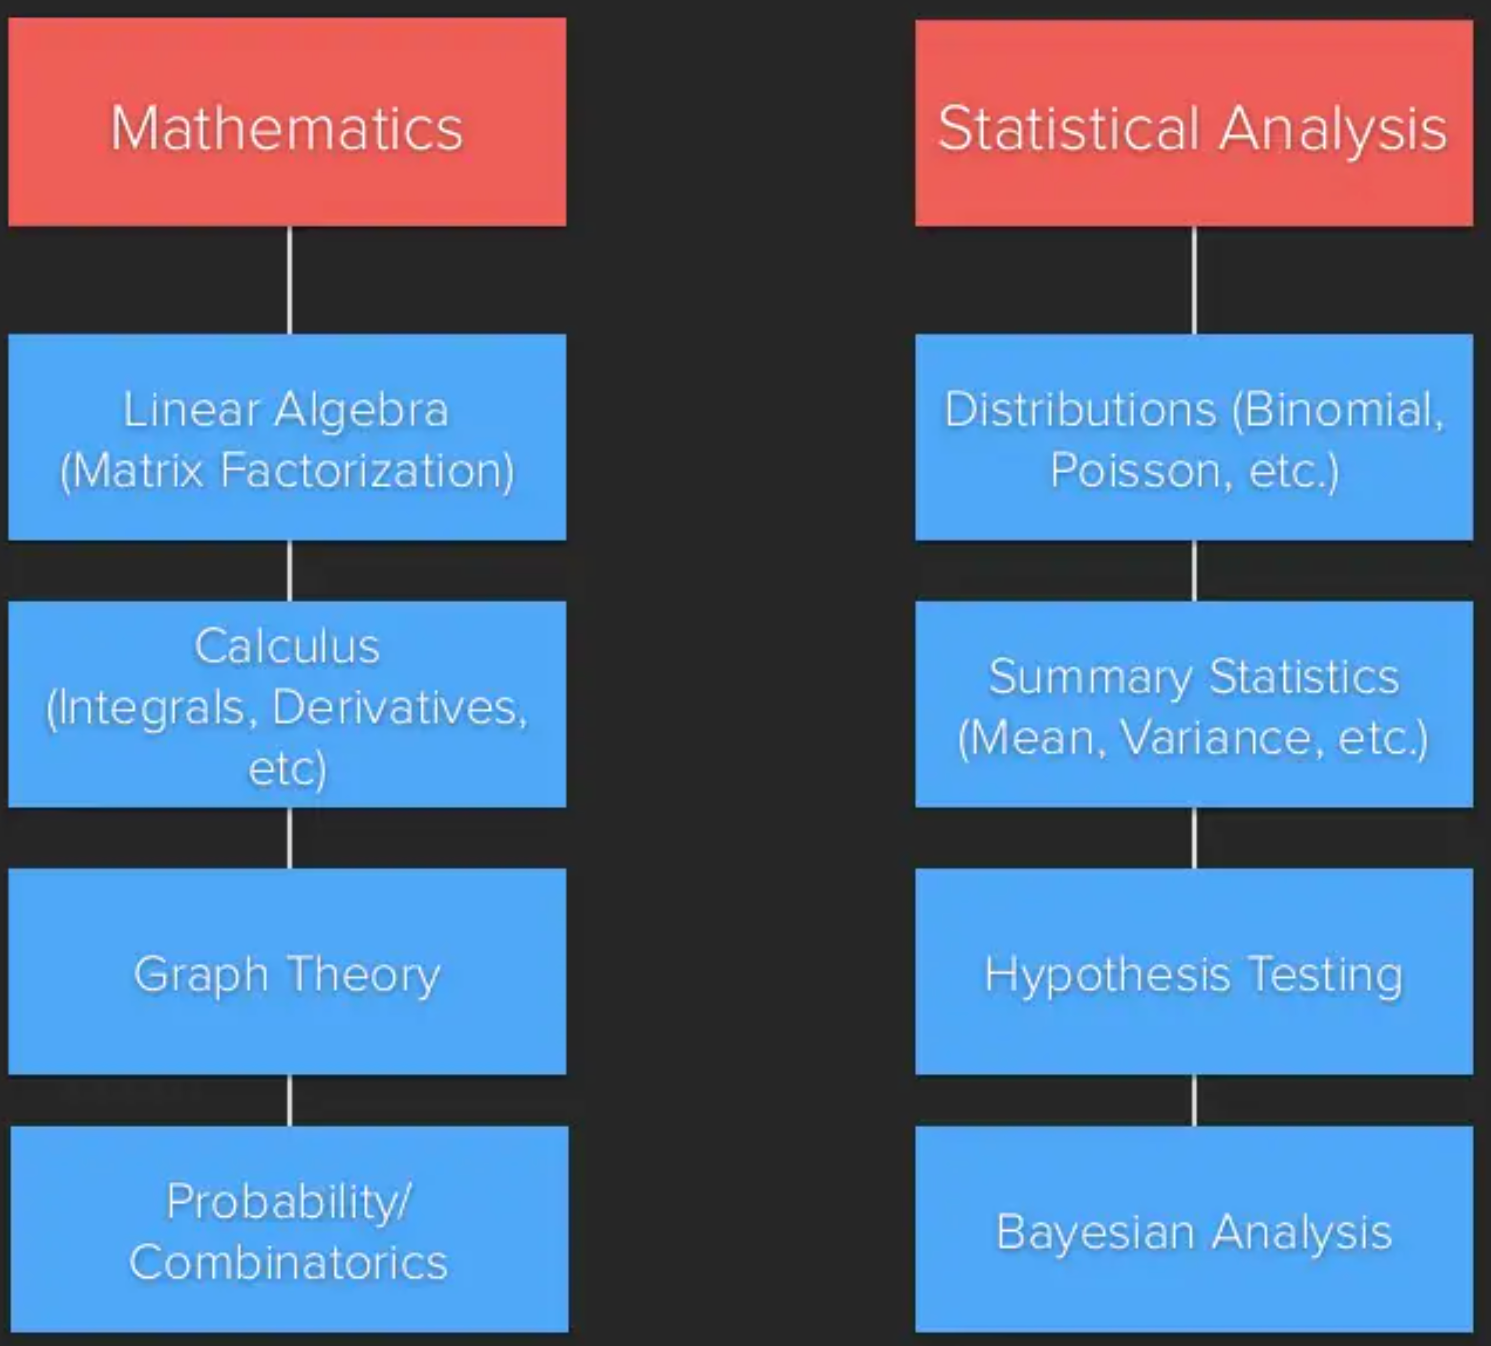 Mathematics
Linear Algebra
(Matrix Factorization)
Calculus
(Integrals, Derivatives,
etc)
Graph Theory
Probability/
Combinatorics
Statistical Analysis
Distributions (Binomial,
Poisson, etc.)
Summary Statistics
(Mean, Variance, etc.)
Hypothesis Testing
Bayesian Analysis